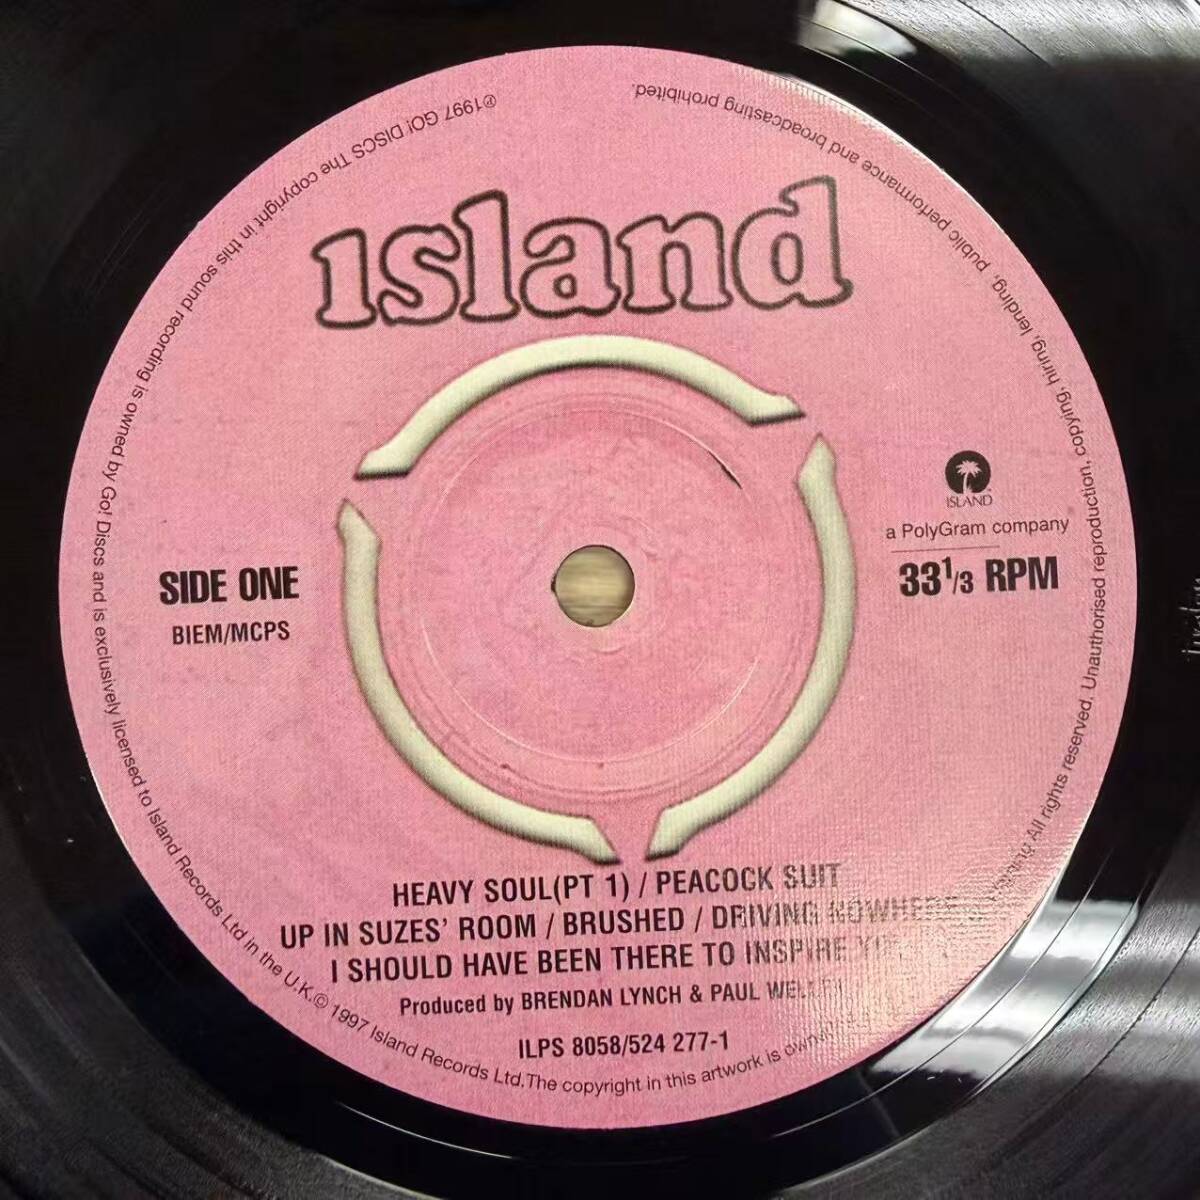 island
ISLAND
a PolyGram company
33 1/3 RPM
SIDE ONE
BIEM/MCPS
HEAVY SOUL(PT 1) / PEACOCK SUIT
UP IN SUZES' ROOM / BRUSHED / DRIVING NOWHERE
I SHOULD HAVE BEEN THERE TO INSPIRE
Produced by BRENDAN LYNCH & PAUL WELLER
ILPS 8058/524 277-1
℗1997 GO! DISCS The copyright in this sound recording is owned by Go! Discs and is exclusively licensed to Island Records Ltd in the U.K.© 1997 Island Records Ltd.The copyright in this artwork is All rights reserved. Unauthorised reproduction, copying, hiring, lending, public performance and broadcasting prohibited.